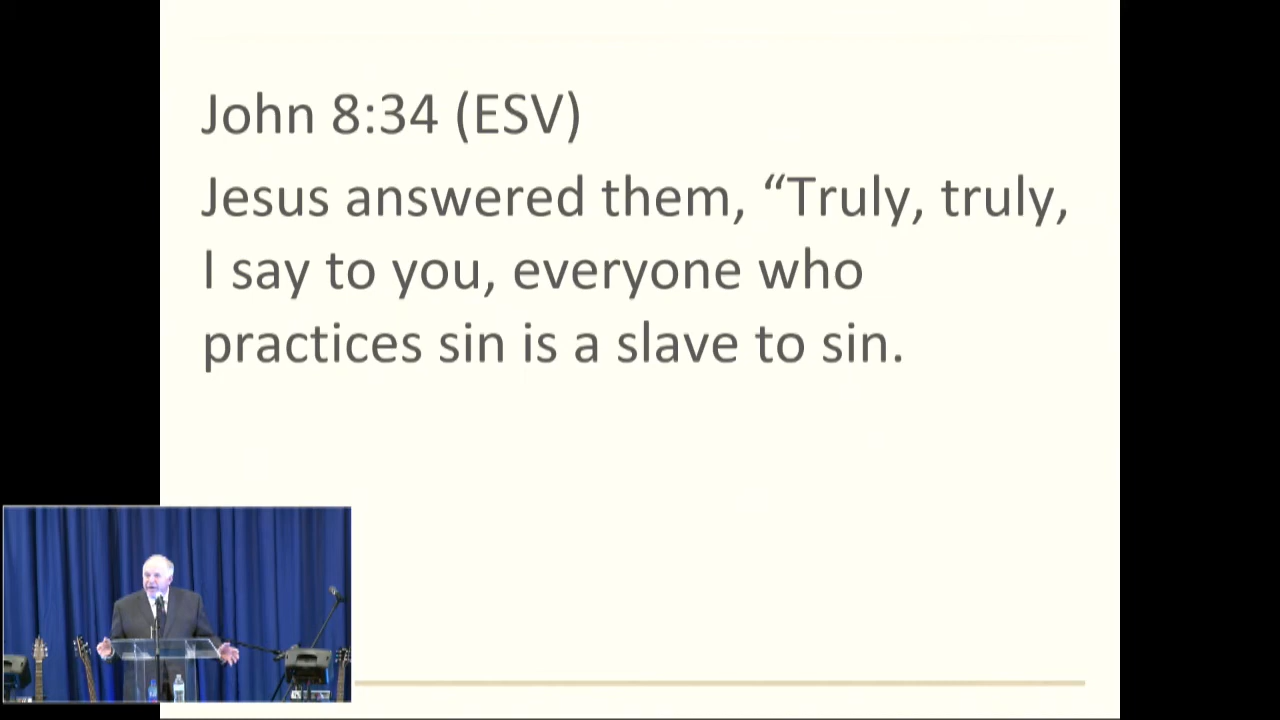 John 8:34 (ESV)
Jesus answered them, “Truly, truly,
I say to you, everyone who
practices sin is a slave to sin.